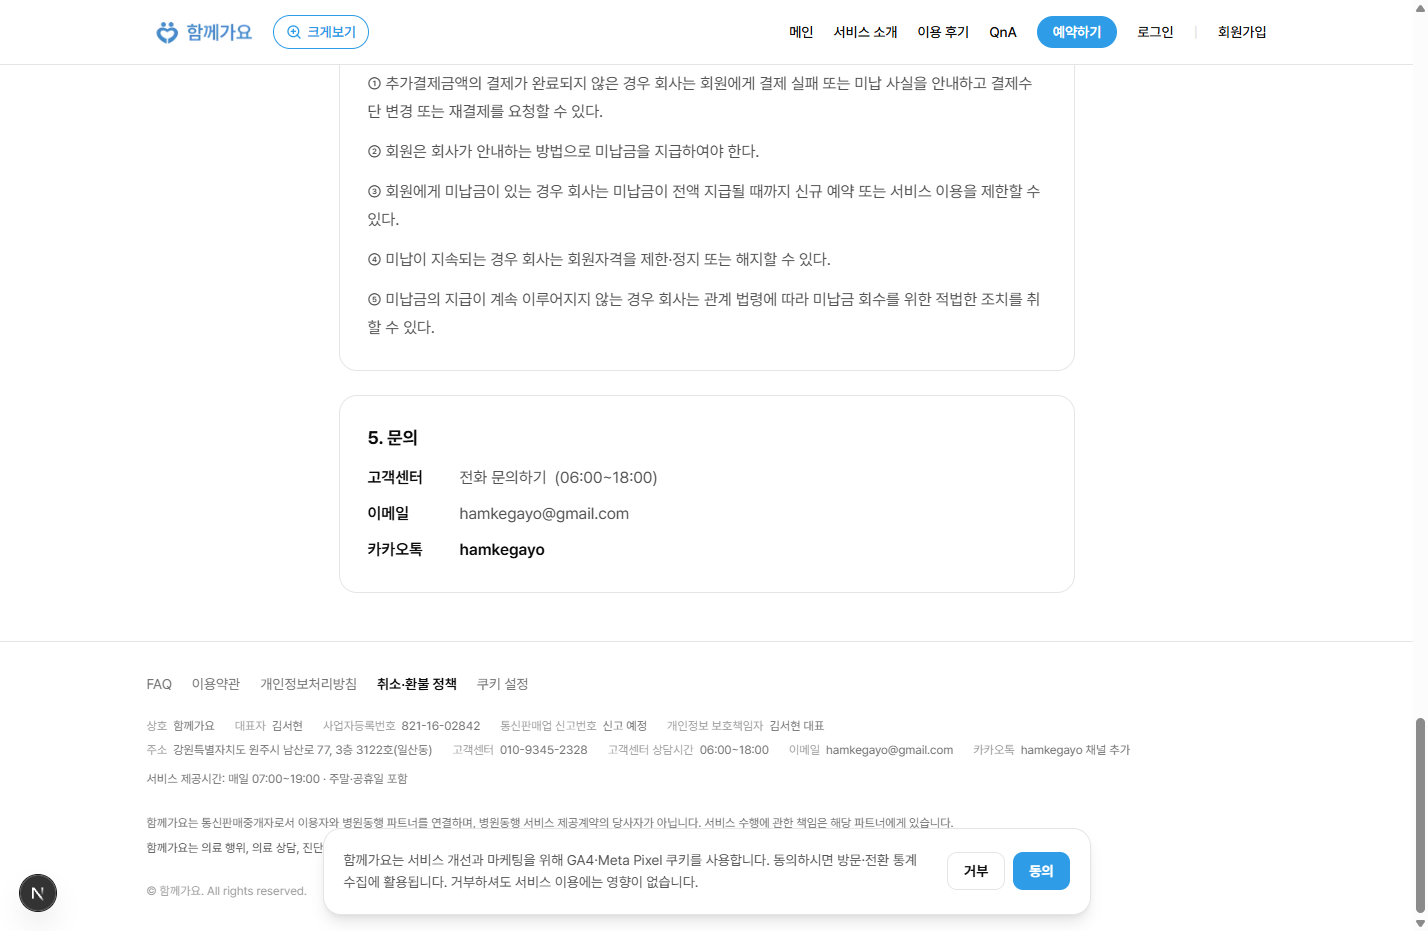 함께가요
크게보기
메인 서비스 소개 이용 후기 QnA 예약하기 로그인 | 회원가입
① 추가결제금액의 결제가 완료되지 않은 경우 회사는 회원에게 결제 실패 또는 미납 사실을 안내하고 결제수
단 변경 또는 재결제를 요청할 수 있다.
② 회원은 회사가 안내하는 방법으로 미납금을 지급하여야 한다.
③ 회원에게 미납금이 있는 경우 회사는 미납금이 전액 지급될 때까지 신규 예약 또는 서비스 이용을 제한할 수
있다.
④ 미납이 지속되는 경우 회사는 회원자격을 제한·정지 또는 해지할 수 있다.
⑤ 미납금의 지급이 계속 이루어지지 않는 경우 회사는 관계 법령에 따라 미납금 회수를 위한 적법한 조치를 취
할 수 있다.
5. 문의
고객센터 전화 문의하기 (06:00~18:00)
이메일 hamkegayo@gmail.com
카카오톡 hamkegayo
FAQ 이용약관 개인정보처리방침 취소·환불 정책 쿠키 설정
상호 함께가요 대표자 김서현 사업자등록번호 821-16-02842 통신판매업 신고번호 신고 예정 개인정보 보호책임자 김서현 대표
주소 강원특별자치도 원주시 남산로 77, 3층 3122호(일산동) 고객센터 010-9345-2328 고객센터 상담시간 06:00~18:00 이메일 hamkegayo@gmail.com 카카오톡 hamkegayo 채널 추가
서비스 제공시간: 매일 07:00~19:00 · 주말·공휴일 포함
함께가요는 통신판매중개자로서 이용자와 병원동행 파트너를 연결하며, 병원동행 서비스 제공계약의 당사자가 아닙니다. 서비스 수행에 관한 책임은 해당 파트너에게 있습니다.
함께가요는 의료 행위, 의료 상담, 진단
© 함께가요. All rights reserved.
함께가요는 서비스 개선과 마케팅을 위해 GA4·Meta Pixel 쿠키를 사용합니다. 동의하시면 방문·전환 통계
수집에 활용됩니다. 거부하셔도 서비스 이용에는 영향이 없습니다.
거부 동의
N